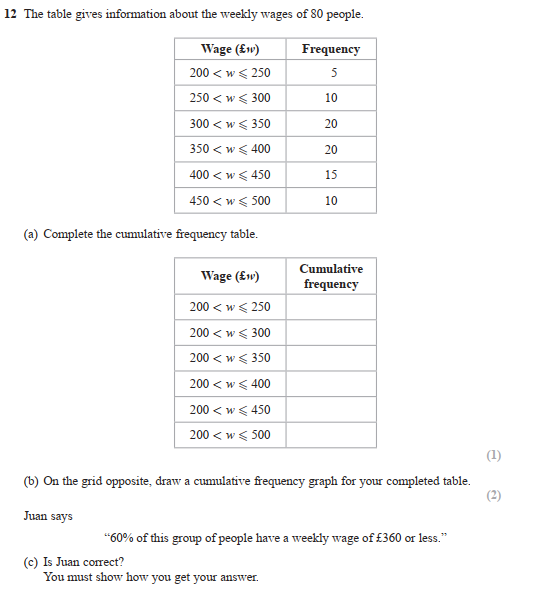 12 The table gives information about the weekly wages of 80 people.
Wage (£w) Frequency
200 < w ⩽ 250 5
250 < w ⩽ 300 10
300 < w ⩽ 350 20
350 < w ⩽ 400 20
400 < w ⩽ 450 15
450 < w ⩽ 500 10
(a) Complete the cumulative frequency table.
Wage (£w) Cumulative
frequency
200 < w ⩽ 250
200 < w ⩽ 300
200 < w ⩽ 350
200 < w ⩽ 400
200 < w ⩽ 450
200 < w ⩽ 500
(1)
(b) On the grid opposite, draw a cumulative frequency graph for your completed table.
(2)
Juan says
“60% of this group of people have a weekly wage of £360 or less.”
(c) Is Juan correct?
You must show how you get your answer.